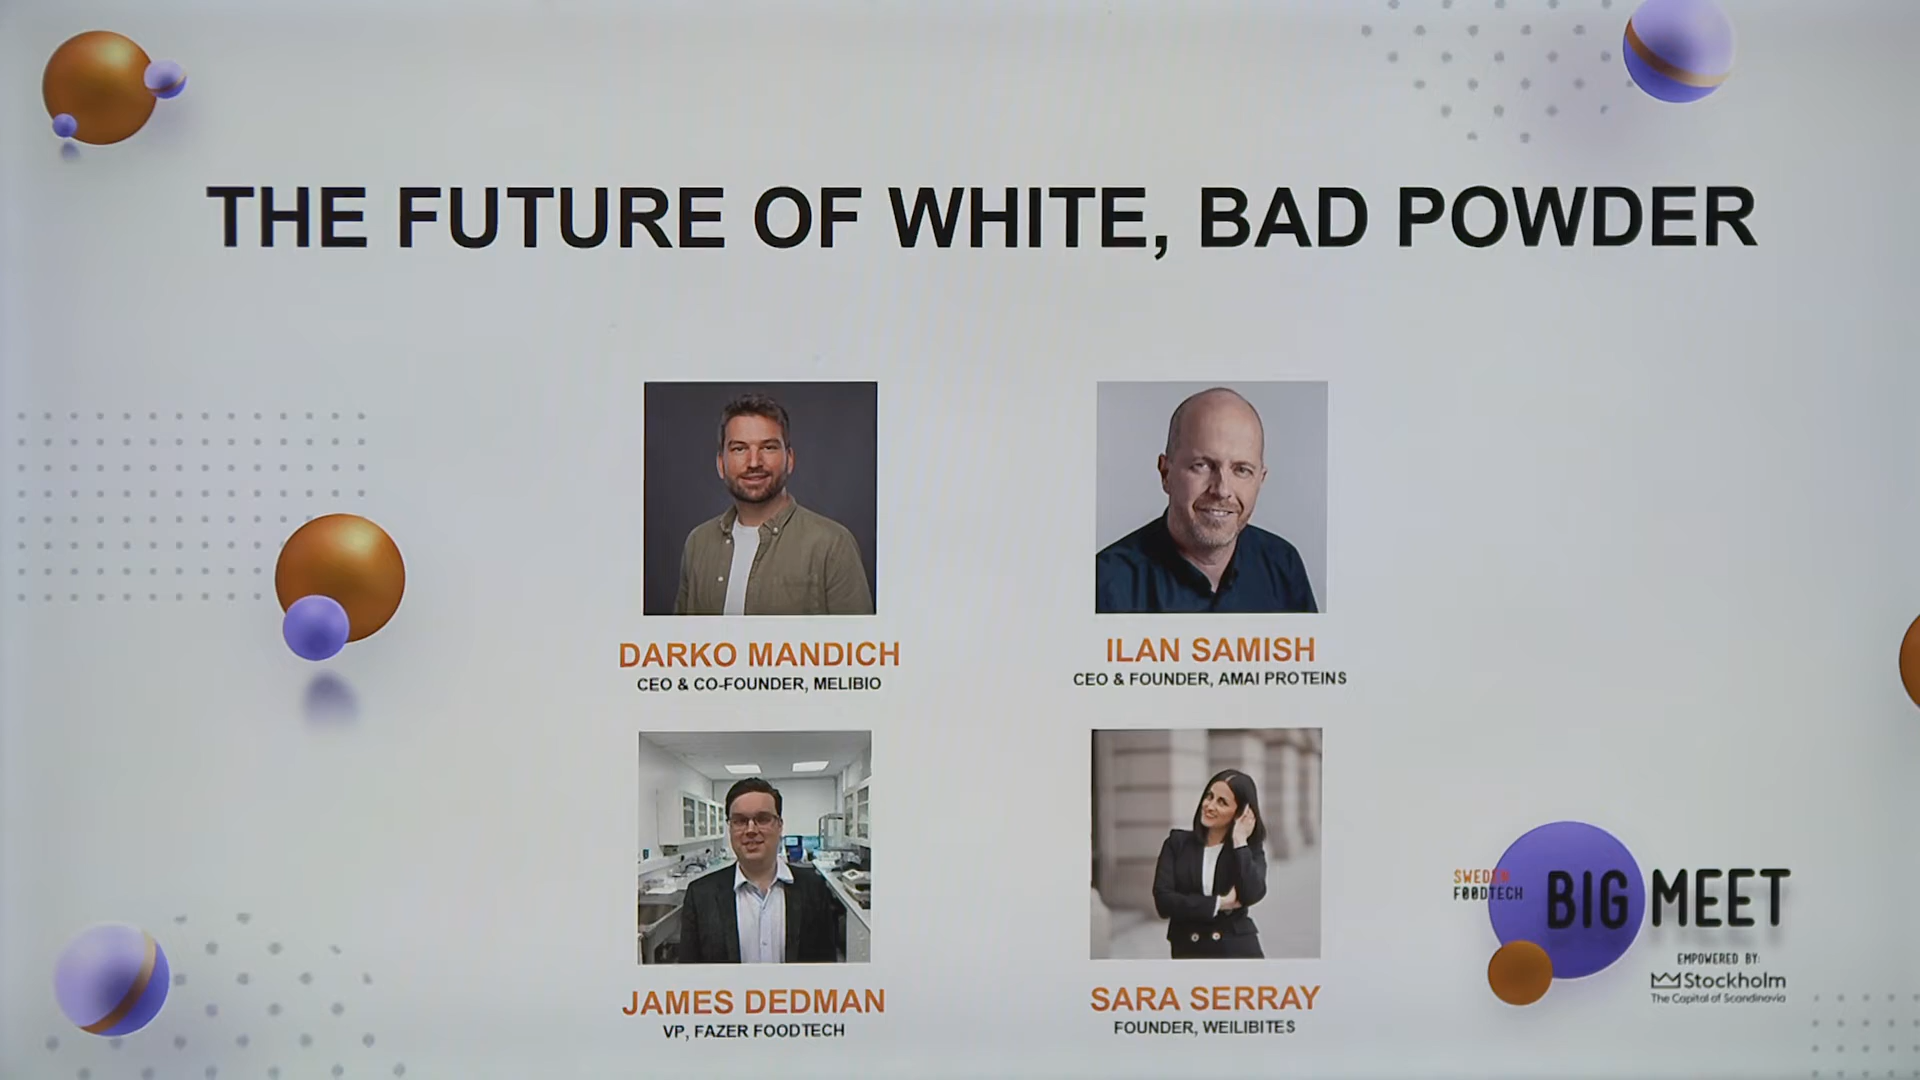 THE FUTURE OF WHITE, BAD POWDER
DARKO MANDICH
CEO & CO-FOUNDER, MELIBIO
ILAN SAMISH
CEO & FOUNDER, AMAI PROTEINS
JAMES DEDMAN
VP, FAZER FOODTECH
SARA SERRAY
FOUNDER, WEILIBITES
SWEDEN
FOODTECH
BIG MEET
EMPOWERED BY:
Stockholm
The Capital of Scandinavia